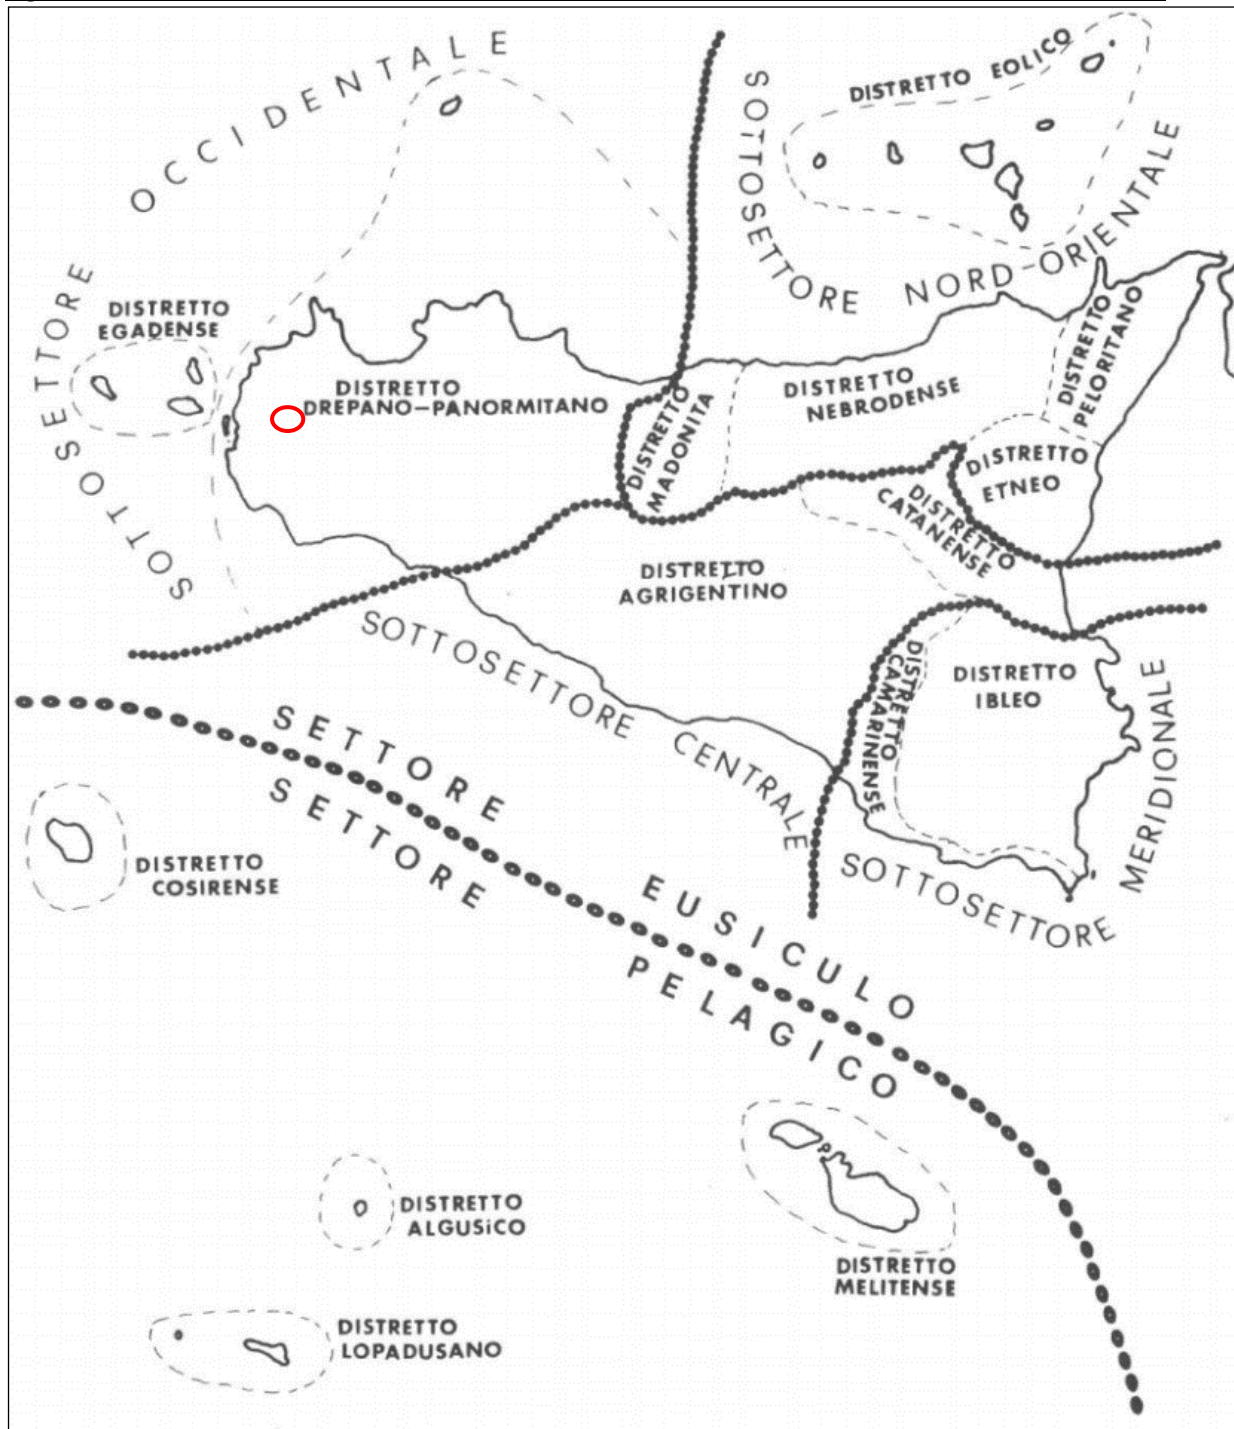 SOTTOSETTORE OCCIDENTALE
SOTTOSETTORE NORD-ORIENTALE
DISTRETTO EOLICO
DISTRETTO
EGADENSE
DISTRETTO
DREPANO-PANORMITANO
DISTRETTO
MADONITA
DISTRETTO
NEBRODENSE
DISTRETTO
PELORITANO
DISTRETTO
ETNEO
DISTRETTO
CATANENSE
DISTRETTO
AGRIGENTINO
SOTTOSETTORE CENTRALE
DISTRETTO
CAMARINENSE
DISTRETTO
IBLEO
SOTTOSETTORE MERIDIONALE
SETTORE EUSICULO
SETTORE PELAGICO
DISTRETTO
COSIRENSE
DISTRETTO
ALGUSiCO
DISTRETTO
MELITENSE
DISTRETTO
LOPADUSANO